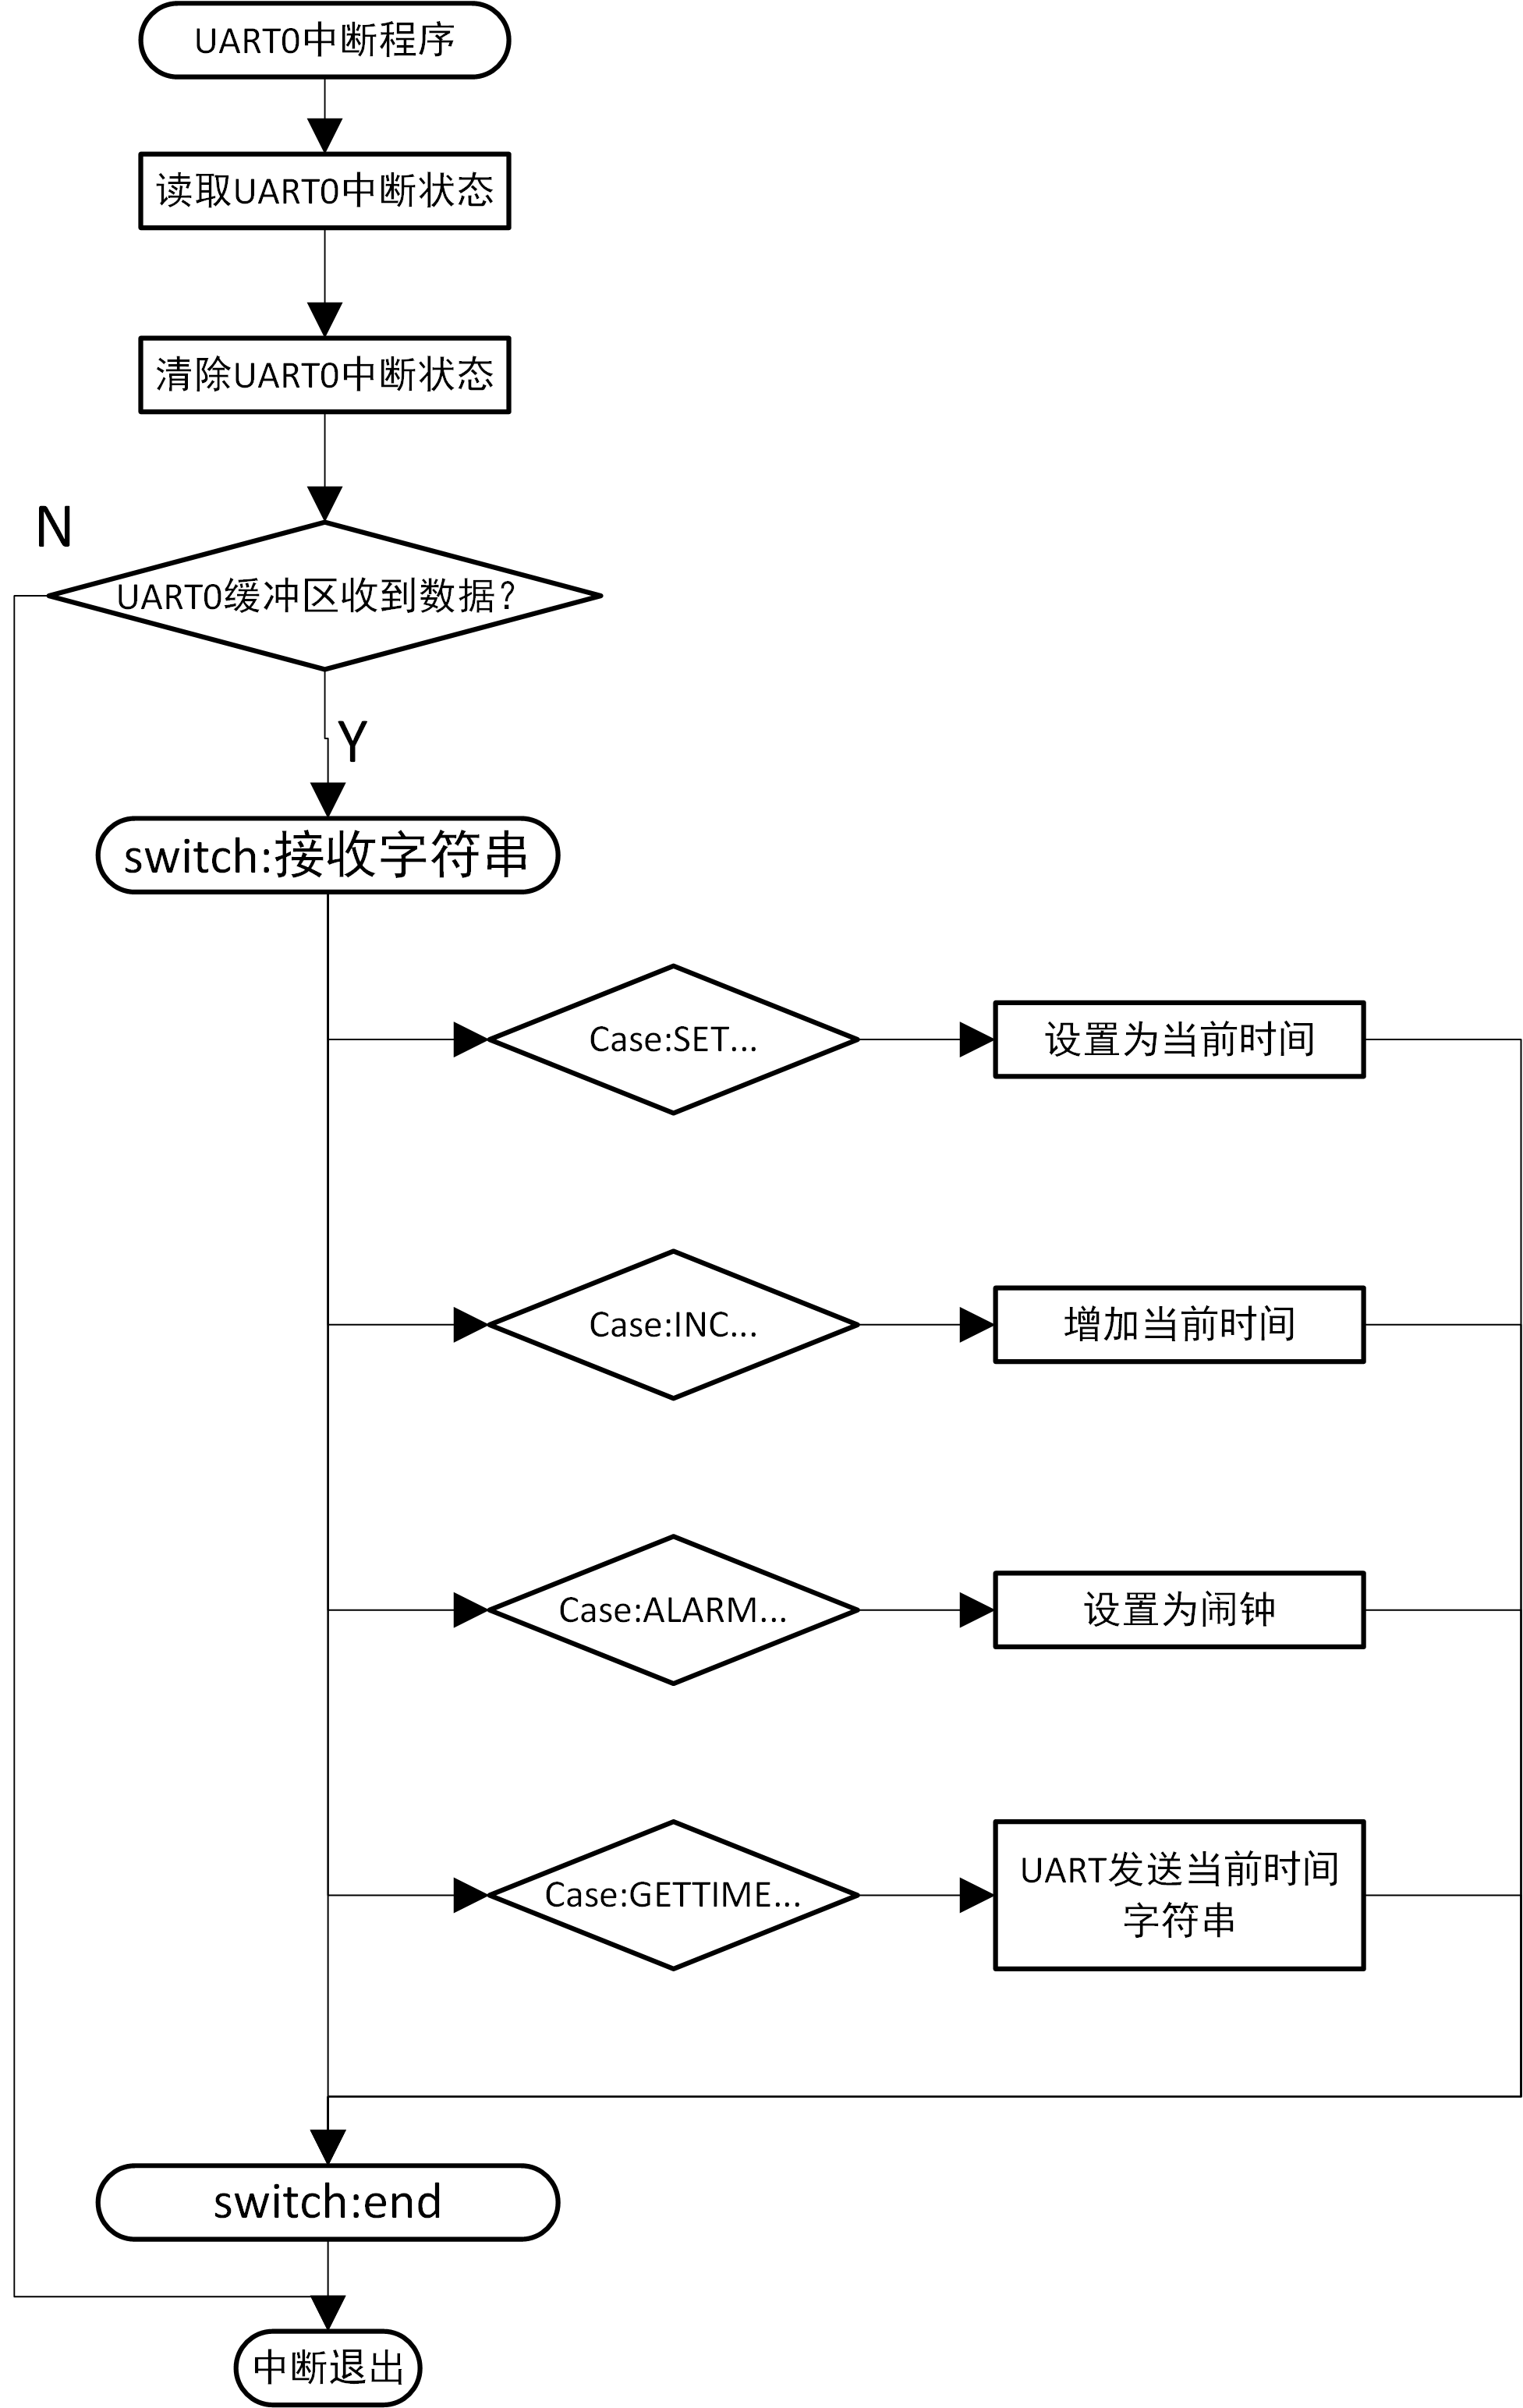 UART0中断程序
读取UART0中断状态
清除UART0中断状态
N
UART0缓冲区收到数据?
Y
switch:接收字符串
Case:SET...
设置为当前时间
Case:INC...
增加当前时间
Case:ALARM...
设置为闹钟
Case:GETTIME...
UART发送当前时间
字符串
switch:end
中断退出